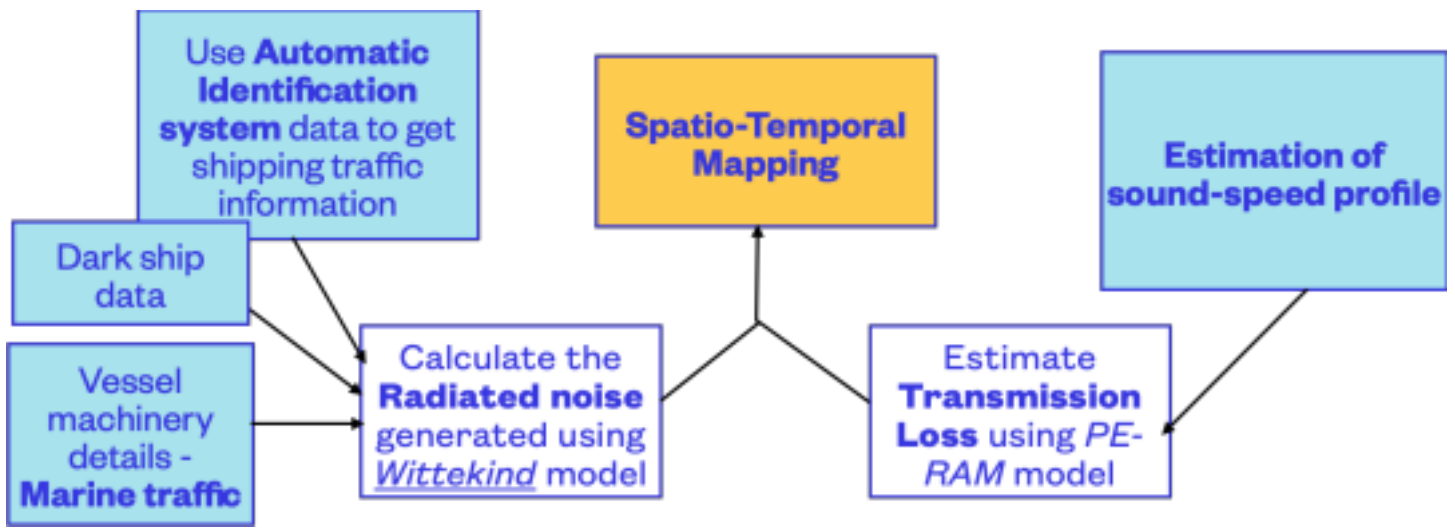 Use Automatic
Identification
system data to get
shipping traffic
information
Dark ship
data
Vessel
machinery
details -
Marine traffic
Calculate the
Radiated noise
generated using
Wittekind model
Spatio-Temporal
Mapping
Estimate
Transmission
Loss using PE-
RAM model
Estimation of
sound-speed profile